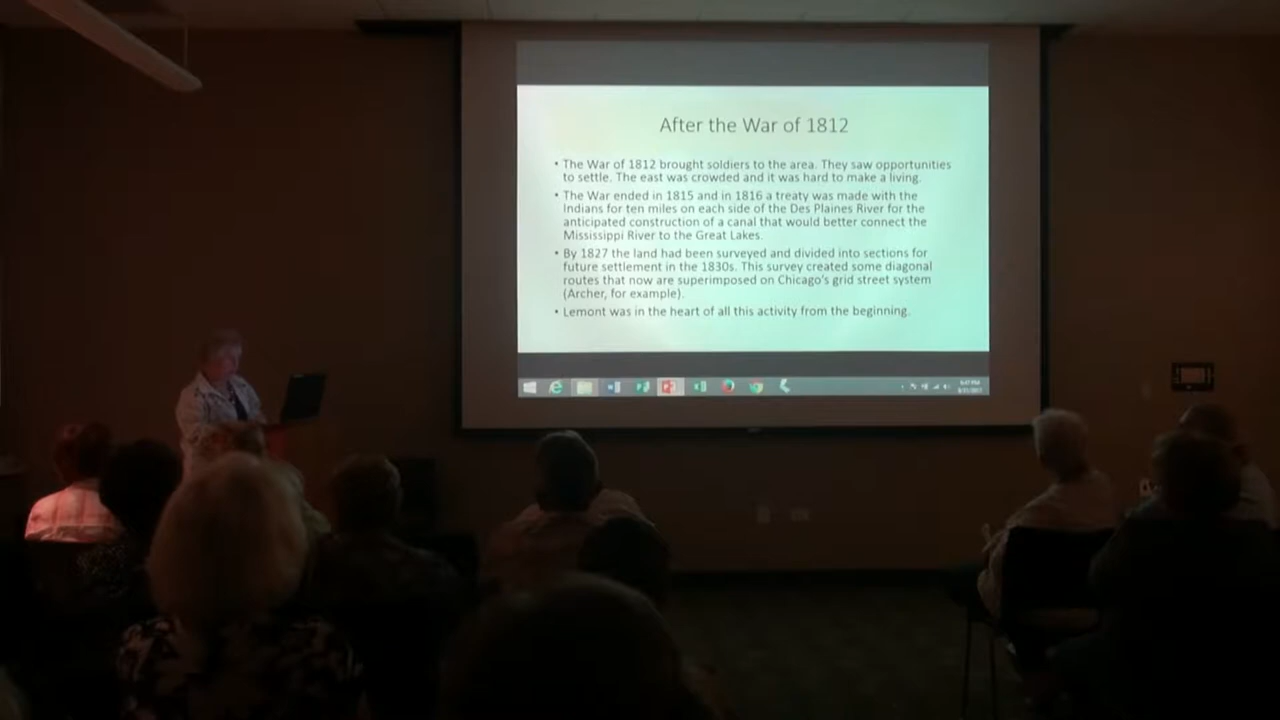 After the War of 1812
• The War of 1812 brought soldiers to the area. They saw opportunities
to settle. The east was crowded and it was hard to make a living.
• The War ended in 1815 and in 1816 a treaty was made with the
Indians for ten miles on each side of the Des Plaines River for the
anticipated construction of a canal that would better connect the
Mississippi River to the Great Lakes.
• By 1827 the land had been surveyed and divided into sections for
future settlement in the 1830s. This survey created some diagonal
routes that now are superimposed on Chicago's grid street system
(Archer, for example).
• Lemont was in the heart of all this activity from the beginning.